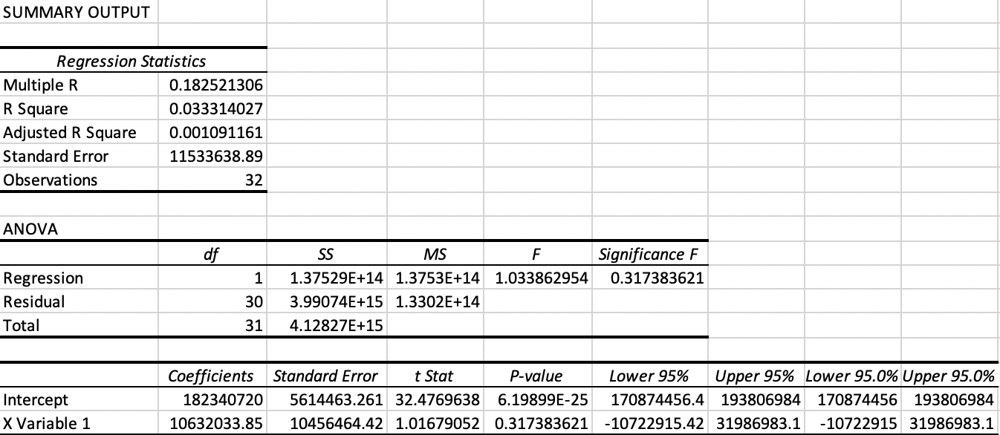 SUMMARY OUTPUT
Regression Statistics
Multiple R 0.182521306
R Square 0.033314027
Adjusted R Square 0.001091161
Standard Error 11533638.89
Observations 32
ANOVA
df SS MS F Significance F
Regression 1 1.37529E+14 1.3753E+14 1.033862954 0.317383621
Residual 30 3.99074E+15 1.3302E+14
Total 31 4.12827E+15
Coefficients Standard Error t Stat P-value Lower 95% Upper 95% Lower 95.0% Upper 95.0%
Intercept 182340720 5614463.261 32.4769638 6.19899E-25 170874456.4 193806984 170874456 193806984
X Variable 1 10632033.85 10456464.42 1.01679052 0.317383621 -10722915.42 31986983.1 -10722915 31986983.1